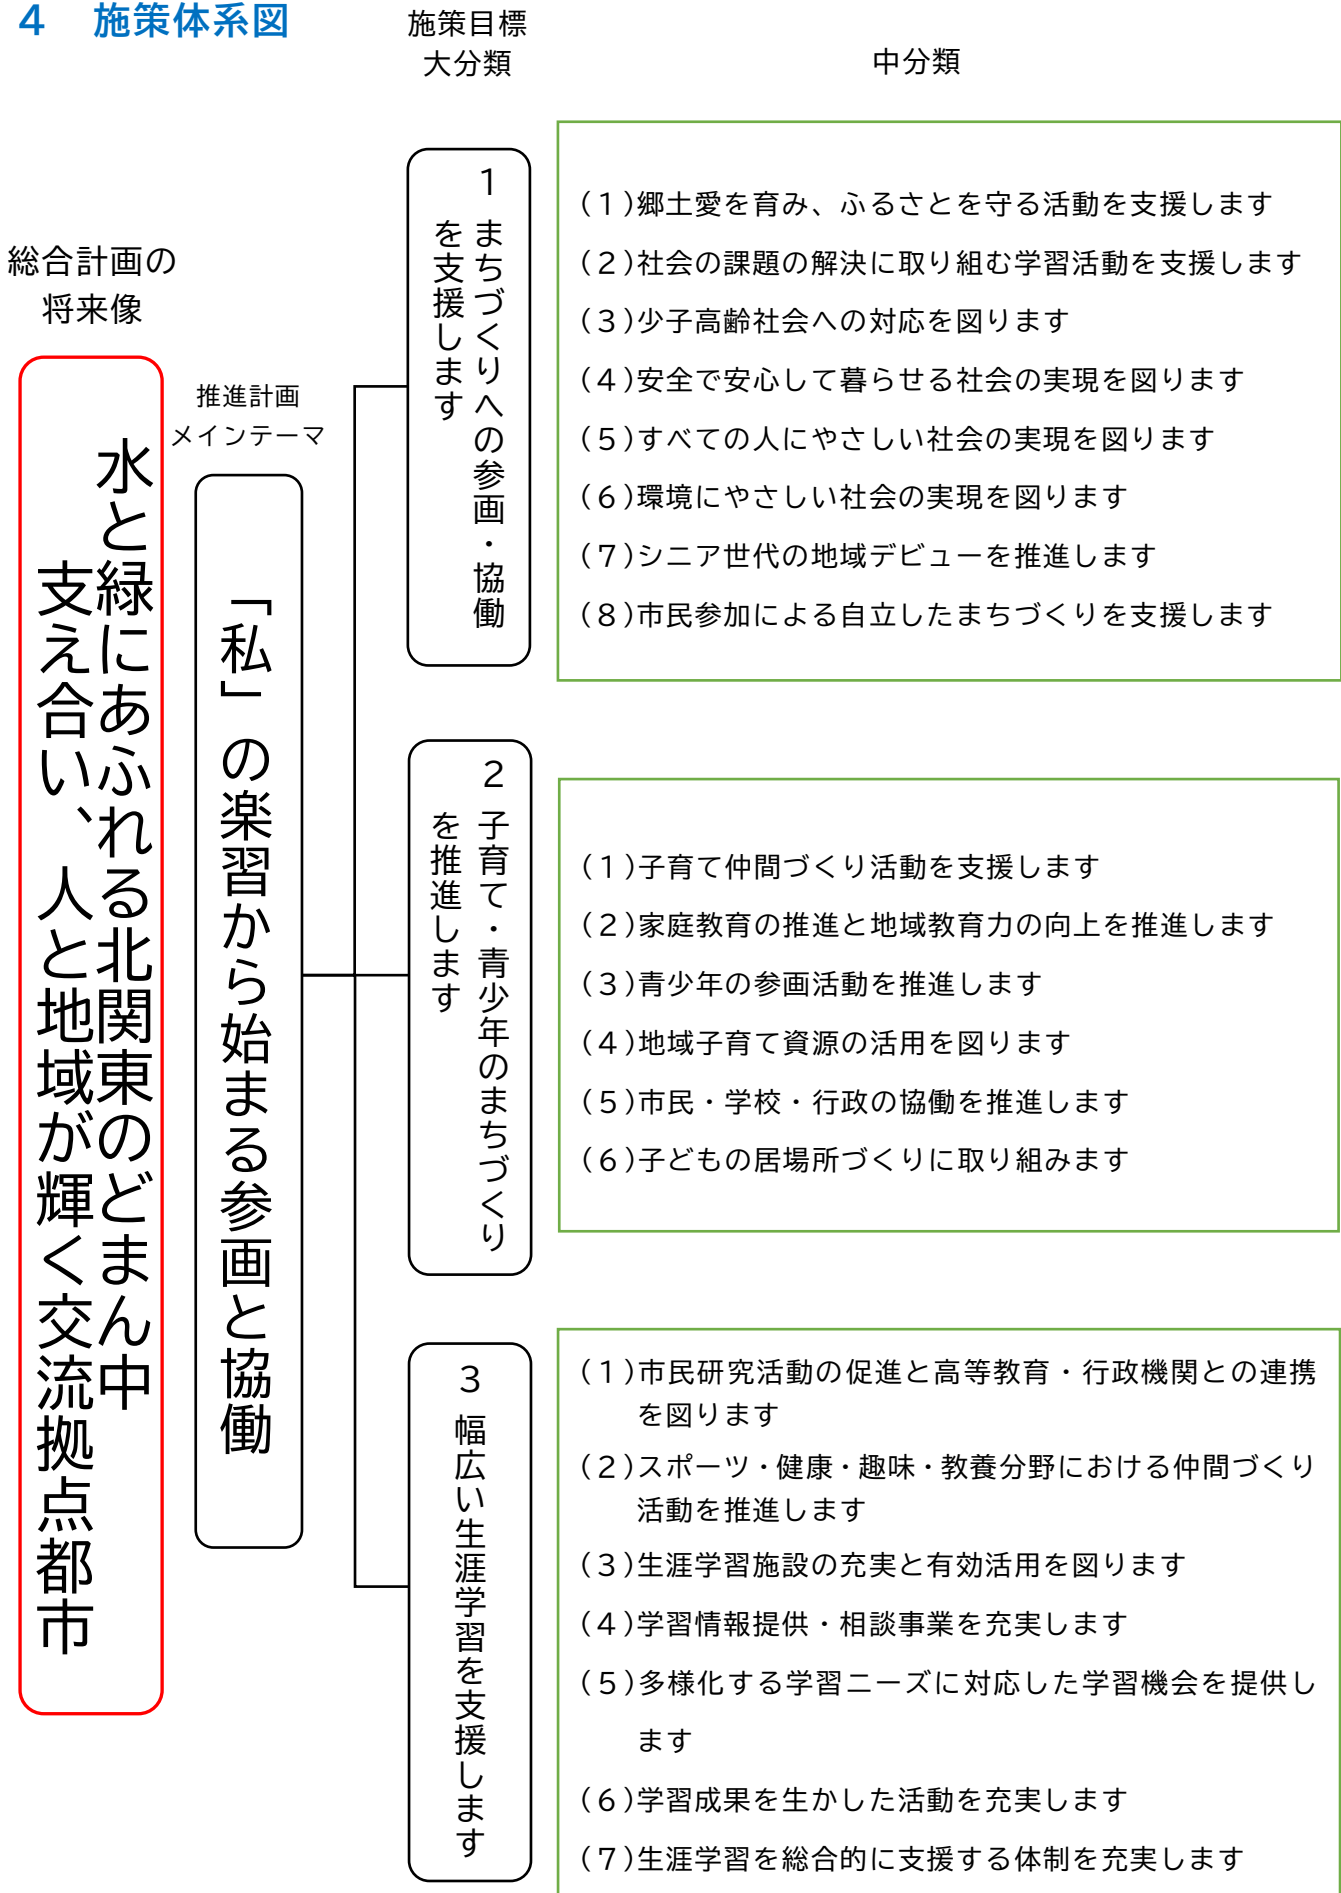 4　施策体系図
施策目標
大分類
中分類
総合計画の
将来像
水と緑にあふれる北関東のどまん中
支え合い、人と地域が輝く交流拠点都市
推進計画
メインテーマ
「私」の楽習から始まる参画と協働
1 まちづくりへの参画・協働
を支援します
(1)郷土愛を育み、ふるさとを守る活動を支援します
(2)社会の課題の解決に取り組む学習活動を支援します
(3)少子高齢社会への対応を図ります
(4)安全で安心して暮らせる社会の実現を図ります
(5)すべての人にやさしい社会の実現を図ります
(6)環境にやさしい社会の実現を図ります
(7)シニア世代の地域デビューを推進します
(8)市民参加による自立したまちづくりを支援します
2 子育て・青少年のまちづくり
を推進します
(1)子育て仲間づくり活動を支援します
(2)家庭教育の推進と地域教育力の向上を推進します
(3)青少年の参画活動を推進します
(4)地域子育て資源の活用を図ります
(5)市民・学校・行政の協働を推進します
(6)子どもの居場所づくりに取り組みます
3 幅広い生涯学習を支援します
(1)市民研究活動の促進と高等教育・行政機関との連携
を図ります
(2)スポーツ・健康・趣味・教養分野における仲間づくり
活動を推進します
(3)生涯学習施設の充実と有効活用を図ります
(4)学習情報提供・相談事業を充実します
(5)多様化する学習ニーズに対応した学習機会を提供し
ます
(6)学習成果を生かした活動を充実します
(7)生涯学習を総合的に支援する体制を充実します